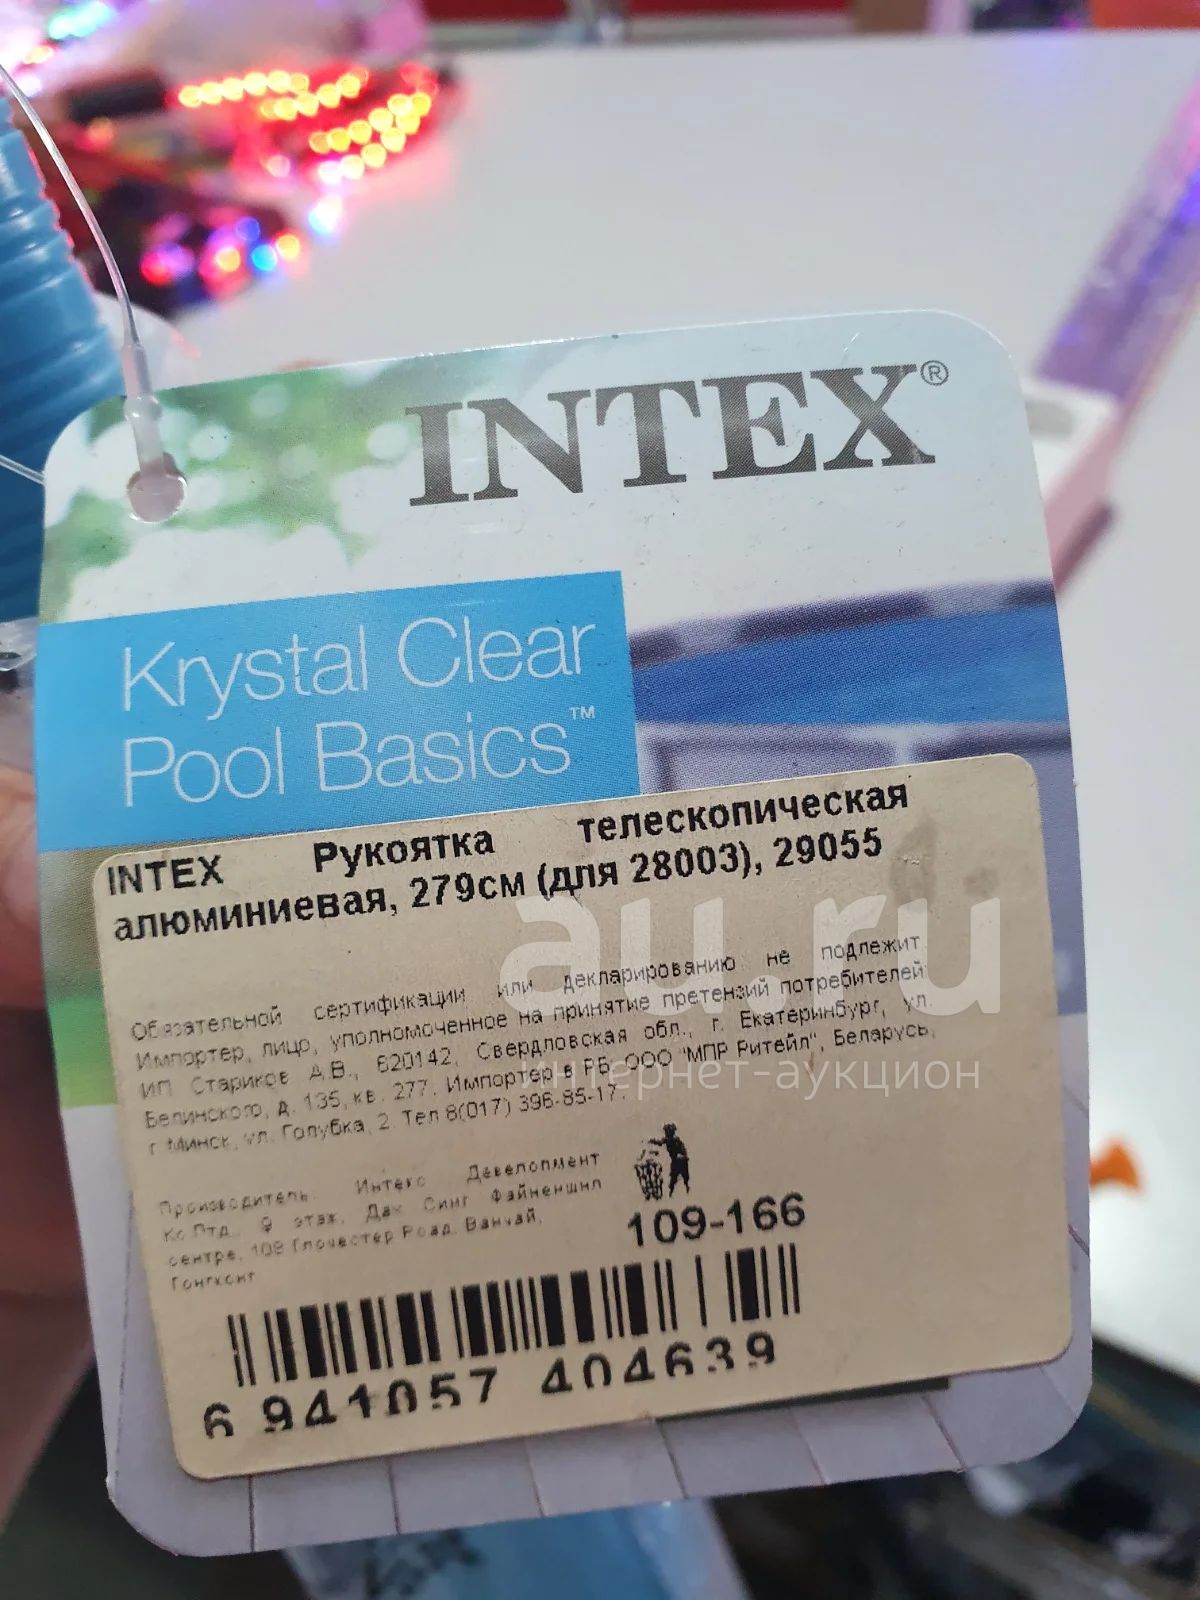 INTEX®
Krystal Clear
Pool Basics™
INTEX Рукоятка телескопическая
алюминиевая, 279см (для 28003), 29055
Обязательной сертификации или декларированию не подлежит
Импортер, лицо, уполномоченное на принятие претензий потребителей:
ИП Стариков А.В., 620142, Свердловская обл., г. Екатеринбург, ул.
Белинского, д. 135, кв. 277. Импортер в РБ: ООО "МПР Ритейл", Беларусь,
г. Минск, ул. Голубка, 2. Тел 8(017) 396-85-17.
Производитель: Интекс Девелопмент
Ко Лтд., 9 этаж, Дах Синг Файненшнл
сентре, 108 Глочестер Роад, Ванчай,
Гонгконг
109-166
6 941057 404639
au.ru
интернет-аукцион